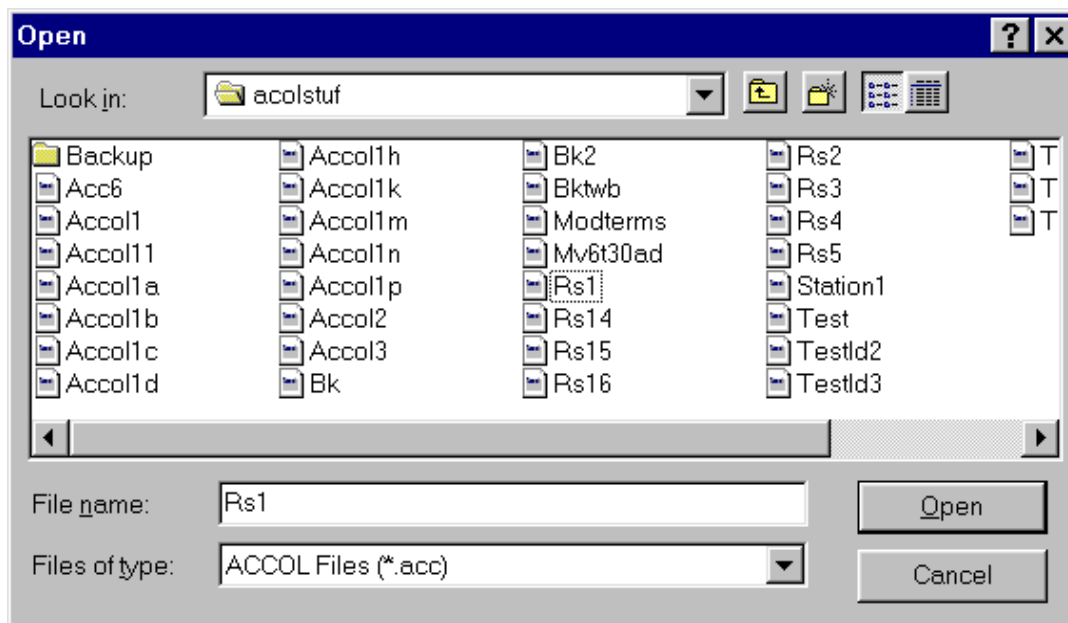 Open
Look in: acolstuf
Backup Accol1h Bk2 Rs2 T
Acc6 Accol1k Bktwb Rs3 T
Accol1 Accol1m Modterms Rs4 T
Accol11 Accol1n Mv6t30ad Rs5
Accol1a Accol1p Rs1 Station1
Accol1b Accol2 Rs14 Test
Accol1c Accol3 Rs15 Testld2
Accol1d Bk Rs16 Testld3
File name: Rs1 Open
Files of type: ACCOL Files (*.acc) Cancel